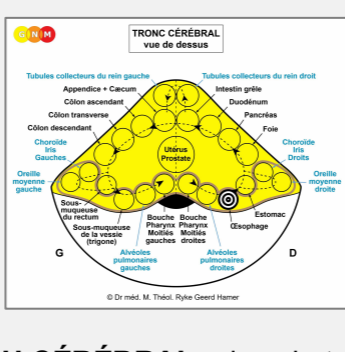 GNM
TRONC CÉRÉBRAL
vue de dessus
Tubules collecteurs du rein gauche
Tubules collecteurs du rein droit
Appendice + Cæcum
Intestin grêle
Côlon ascendant
Duodénum
Côlon transverse
Pancréas
Côlon descendant
Foie
Choroïde
Iris
Gauches
Choroïde
Iris
Droits
Utérus
Prostate
Oreille
moyenne
gauche
Oreille
moyenne
droite
Sous-
muqueuse
du rectum
Sous-muqueuse
de la vessie
(trigone)
Bouche
Pharynx
Moitiés
gauches
Bouche
Pharynx
Moitiés
droites
Estomac
Œsophage
G
D
Alvéoles
pulmonaires
gauches
Alvéoles
pulmonaires
droites
© Dr méd. M. Théol. Ryke Geerd Hamer